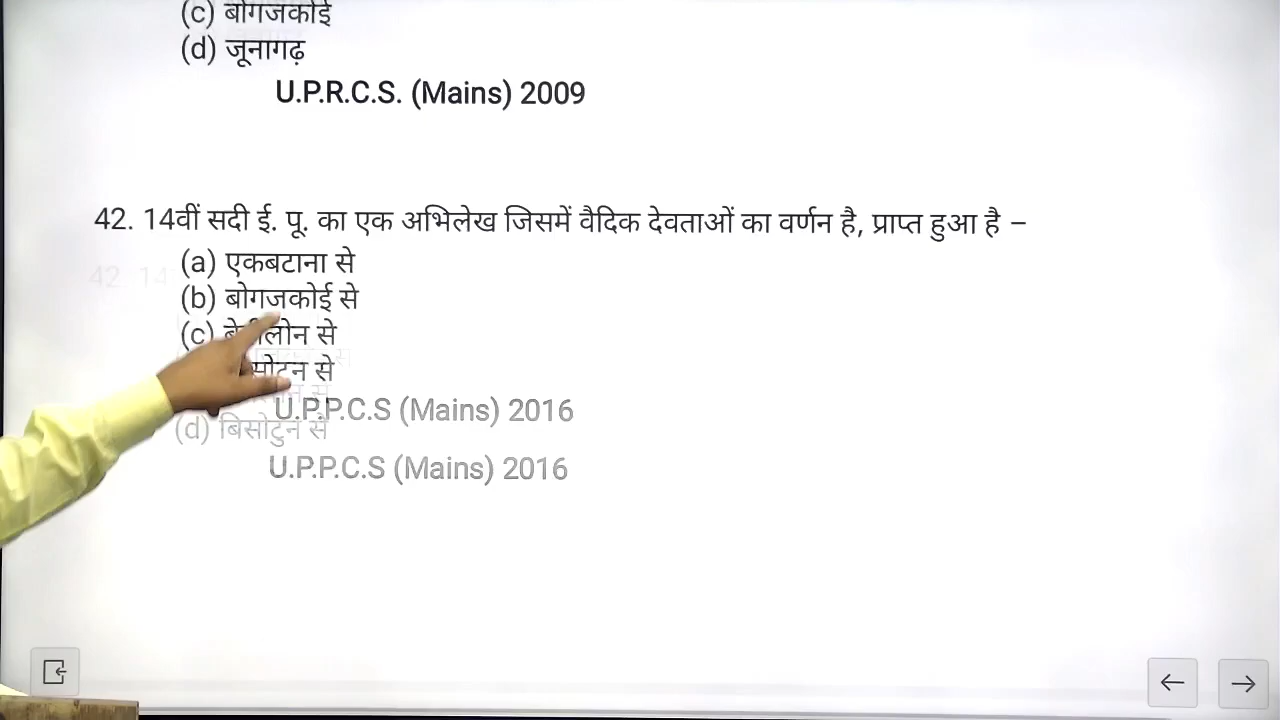 (c) बोगजकोई
(d) जूनागढ़
U.P.R.C.S. (Mains) 2009
42. 14वीं सदी ई. पू. का एक अभिलेख जिसमें वैदिक देवताओं का वर्णन है, प्राप्त हुआ है –
(a) एकबटाना से
(b) बोगजकोई से
(c) से
से
U.P.P.C.S (Mains) 2016
(d) बिसोटुन से
U.P.P.C.S (Mains) 2016